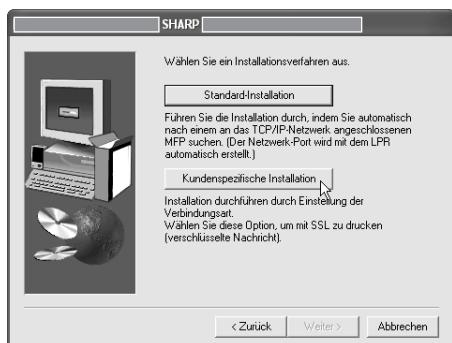 SHARP
Wählen Sie ein Installationsverfahren aus.
Standard-Installation
Führen Sie die Installation durch, indem Sie automatisch
nach einem an das TCP/IP-Netzwerk angeschlossenen
MFP suchen. (Der Netzwerk-Port wird mit dem LPR
automatisch erstellt.)
Kundenspezifische Installation
Installation durchführen durch Einstellung der
Verbindungsart.
Wählen Sie diese Option, um mit SSL zu drucken
(verschlüsselte Nachricht).
< Zurück
Weiter >
Abbrechen